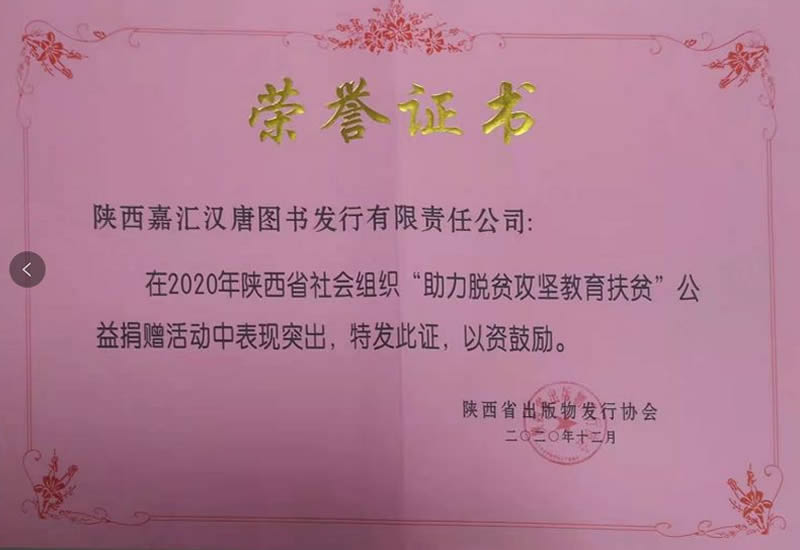 荣誉证书
陕西嘉汇汉唐图书发行有限责任公司:
在2020年陕西省社会组织“助力脱贫攻坚教育扶贫”公
益捐赠活动中表现突出，特发此证，以资鼓励。
陕西省出版物发行协会
二〇二〇年十二月